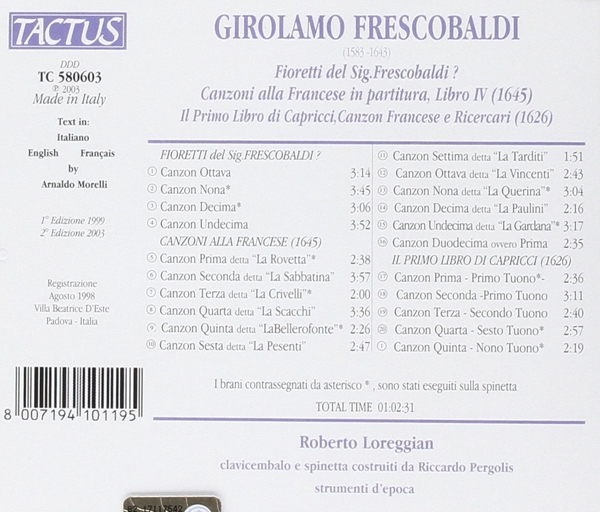 TACTUS
DDD
TC 580603
℗ 2003
Made in Italy
Text in:
Italiano
English Français
by
Arnaldo Morelli
1° Edizione 1999
2° Edizione 2003
Registrazione
Agosto 1998
Villa Beatrice D'Este
Padova - Italia
8 007194 101195
GIROLAMO FRESCOBALDI
(1583-1643)
Fioretti del Sig.Frescobaldi ?
Canzoni alla Francese in partitura, Libro IV (1645)
Il Primo Libro di Capricci,Canzon Francese e Ricercari (1626)
FIORETTI del Sig.FRESCOBALDI ?
① Canzon Ottava 3:14
② Canzon Nona* 3:45
③ Canzon Decima* 3:06
④ Canzon Undecima 3:52
CANZONI ALLA FRANCESE (1645)
⑤ Canzon Prima detta "La Rovetta"* 2:38
⑥ Canzon Seconda detta "La Sabbatina" 3:57
⑦ Canzon Terza detta "La Crivelli"* 2:00
⑧ Canzon Quarta detta "La Scacchi" 3:36
⑨ Canzon Quinta detta "LaBellerofonte"* 2:26
⑩ Canzon Sesta detta "La Pesenti" 2:47
⑪ Canzon Settima detta "La Tarditi" 1:51
⑫ Canzon Ottava detta "La Vincenti" 2:43
⑬ Canzon Nona detta "La Querina"* 3:04
⑭ Canzon Decima detta "La Paulini" 2:16
⑮ Canzon Undecima detta "La Gardana"* 3:17
⑯ Canzon Duodecima ovvero Prima 2:35
IL PRIMO LIBRO DI CAPRICCI (1626)
⑰ Canzon Prima - Primo Tuono*- 2:36
⑱ Canzon Seconda -Primo Tuono 3:11
⑲ Canzon Terza - Secondo Tuono 2:40
⑳ Canzon Quarta - Sesto Tuono* 2:57
① Canzon Quinta - Nono Tuono* 2:19
I brani contrassegnati da asterisco * , sono stati eseguiti sulla spinetta
TOTAL TIME 01:02:31
Roberto Loreggian
clavicembalo e spinetta costruiti da Riccardo Pergolis
strumenti d'epoca